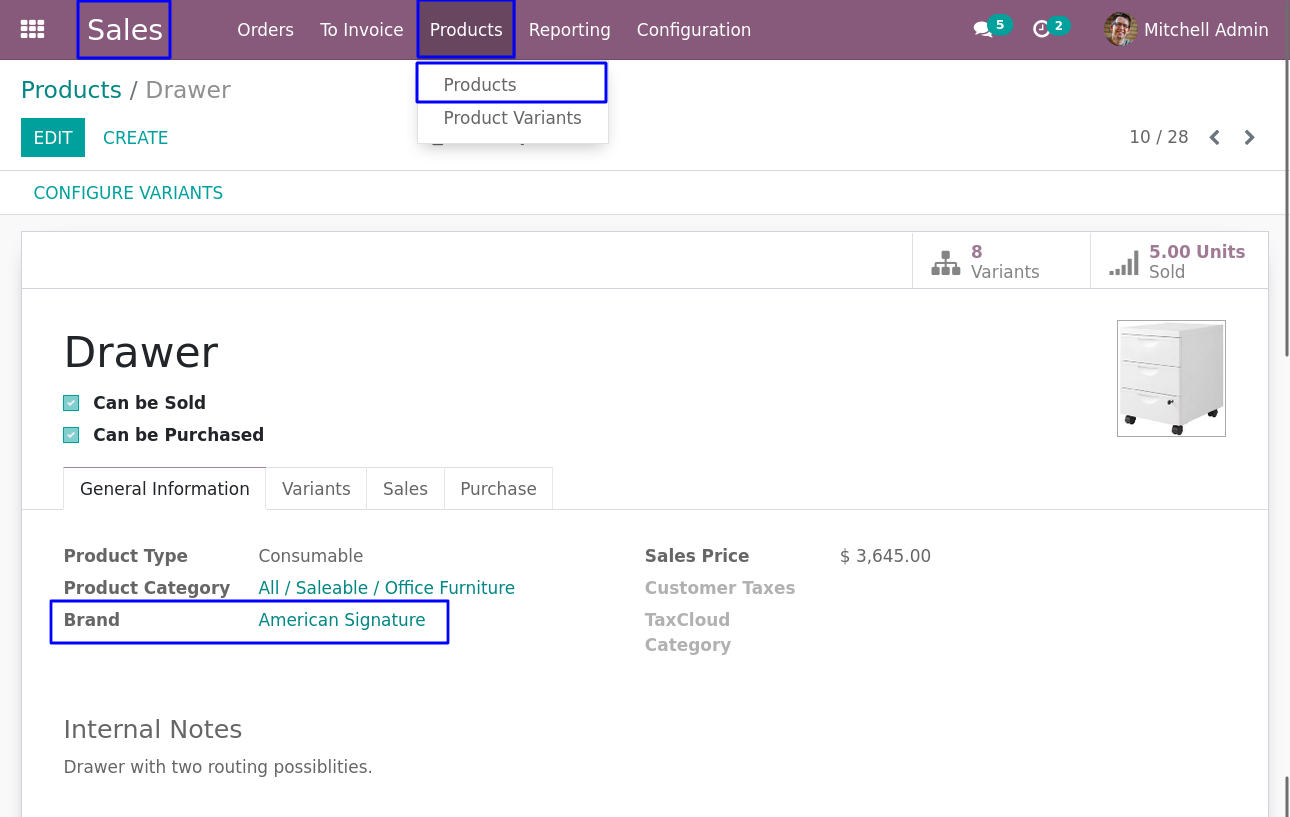 Sales Orders To Invoice Products Reporting Configuration 5 2 Mitchell Admin
Products / Drawer
Products
Product Variants
EDIT CREATE
10 / 28
CONFIGURE VARIANTS
8
Variants
5.00 Units
Sold
Drawer
Can be Sold
Can be Purchased
General Information Variants Sales Purchase
Product Type Consumable
Product Category All / Saleable / Office Furniture
Brand American Signature
Sales Price $ 3,645.00
Customer Taxes
TaxCloud
Category
Internal Notes
Drawer with two routing possiblities.